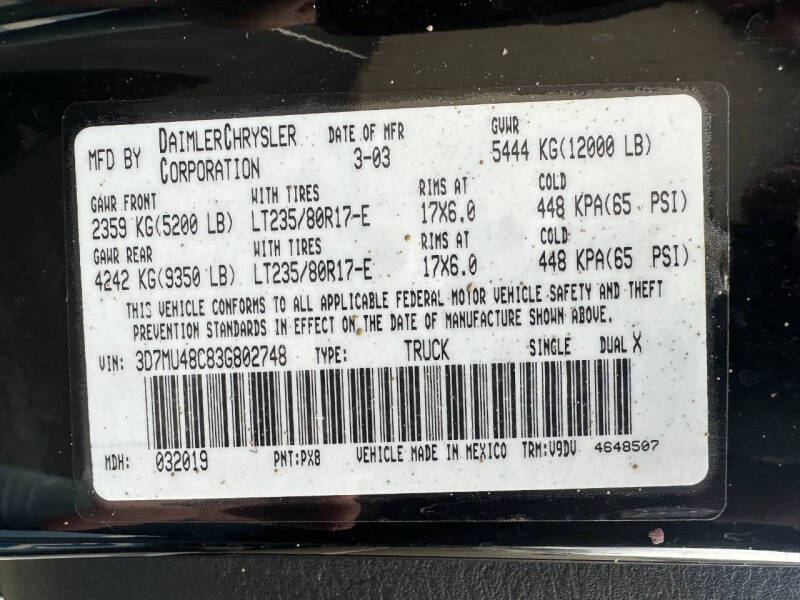 MFD BY DAIMLERCHRYSLER CORPORATION DATE OF MFR 3-03 GVWR 5444 KG(12000 LB)
GAWR FRONT WITH TIRES RIMS AT COLD
2359 KG(5200 LB) LT235/80R17-E 17X6.0 448 KPA(65 PSI)
GAWR REAR WITH TIRES RIMS AT COLD
4242 KG(9350 LB) LT235/80R17-E 17X6.0 448 KPA(65 PSI)
THIS VEHICLE CONFORMS TO ALL APPLICABLE FEDERAL MOTOR VEHICLE SAFETY AND THEFT
PREVENTION STANDARDS IN EFFECT ON THE DATE OF MANUFACTURE SHOWN ABOVE.
VIN: 3D7MU48C83G802748 TYPE: TRUCK SINGLE DUAL X
MDH: 032019 PNT:PX8 VEHICLE MADE IN MEXICO TRM:V9DV 4648507